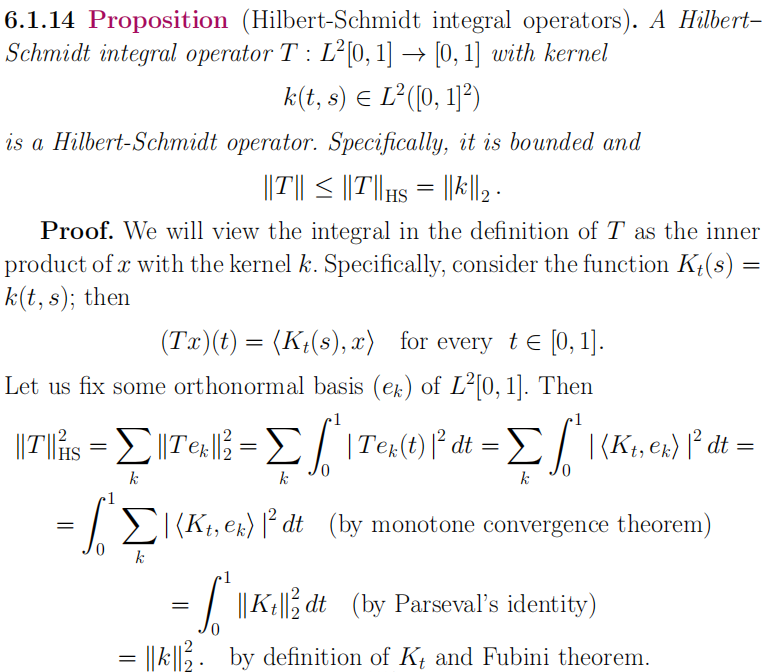 6.1.14 Proposition (Hilbert-Schmidt integral operators). A Hilbert–
Schmidt integral operator T : L²[0, 1] → [0, 1] with kernel
k(t, s) ∈ L²([0, 1]²)
is a Hilbert-Schmidt operator. Specifically, it is bounded and
‖T‖ ≤ ‖T‖_HS = ‖k‖₂ .
Proof. We will view the integral in the definition of T as the inner
product of x with the kernel k. Specifically, consider the function K_t(s) =
k(t, s); then
(Tx)(t) = ⟨K_t(s), x⟩ for every t ∈ [0, 1].
Let us fix some orthonormal basis (e_k) of L²[0, 1]. Then
‖T‖²_HS = ∑_k ‖Te_k‖²₂ = ∑_k ∫₀¹ | Te_k(t) |² dt = ∑_k ∫₀¹ | ⟨K_t, e_k⟩ |² dt =
= ∫₀¹ ∑_k | ⟨K_t, e_k⟩ |² dt (by monotone convergence theorem)
= ∫₀¹ ‖K_t‖²₂ dt (by Parseval's identity)
= ‖k‖²₂ . by definition of K_t and Fubini theorem.